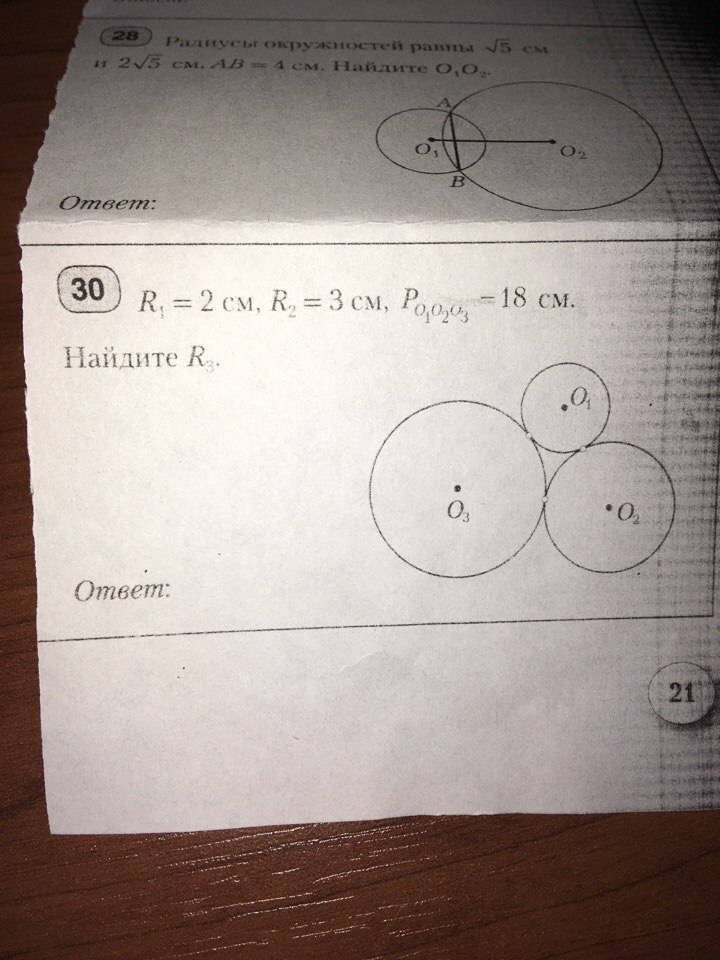 28 Радиусы окружностей равны √5 см
и 2√5 см. AB = 4 см. Найдите O₁O₂.
A
O₁
O₂
B
Ответ:
30 R₁ = 2 см, R₂ = 3 см, P_O₁O₂O₃ = 18 см.
Найдите R₃.
O₁
O₃
O₂
Ответ:
21